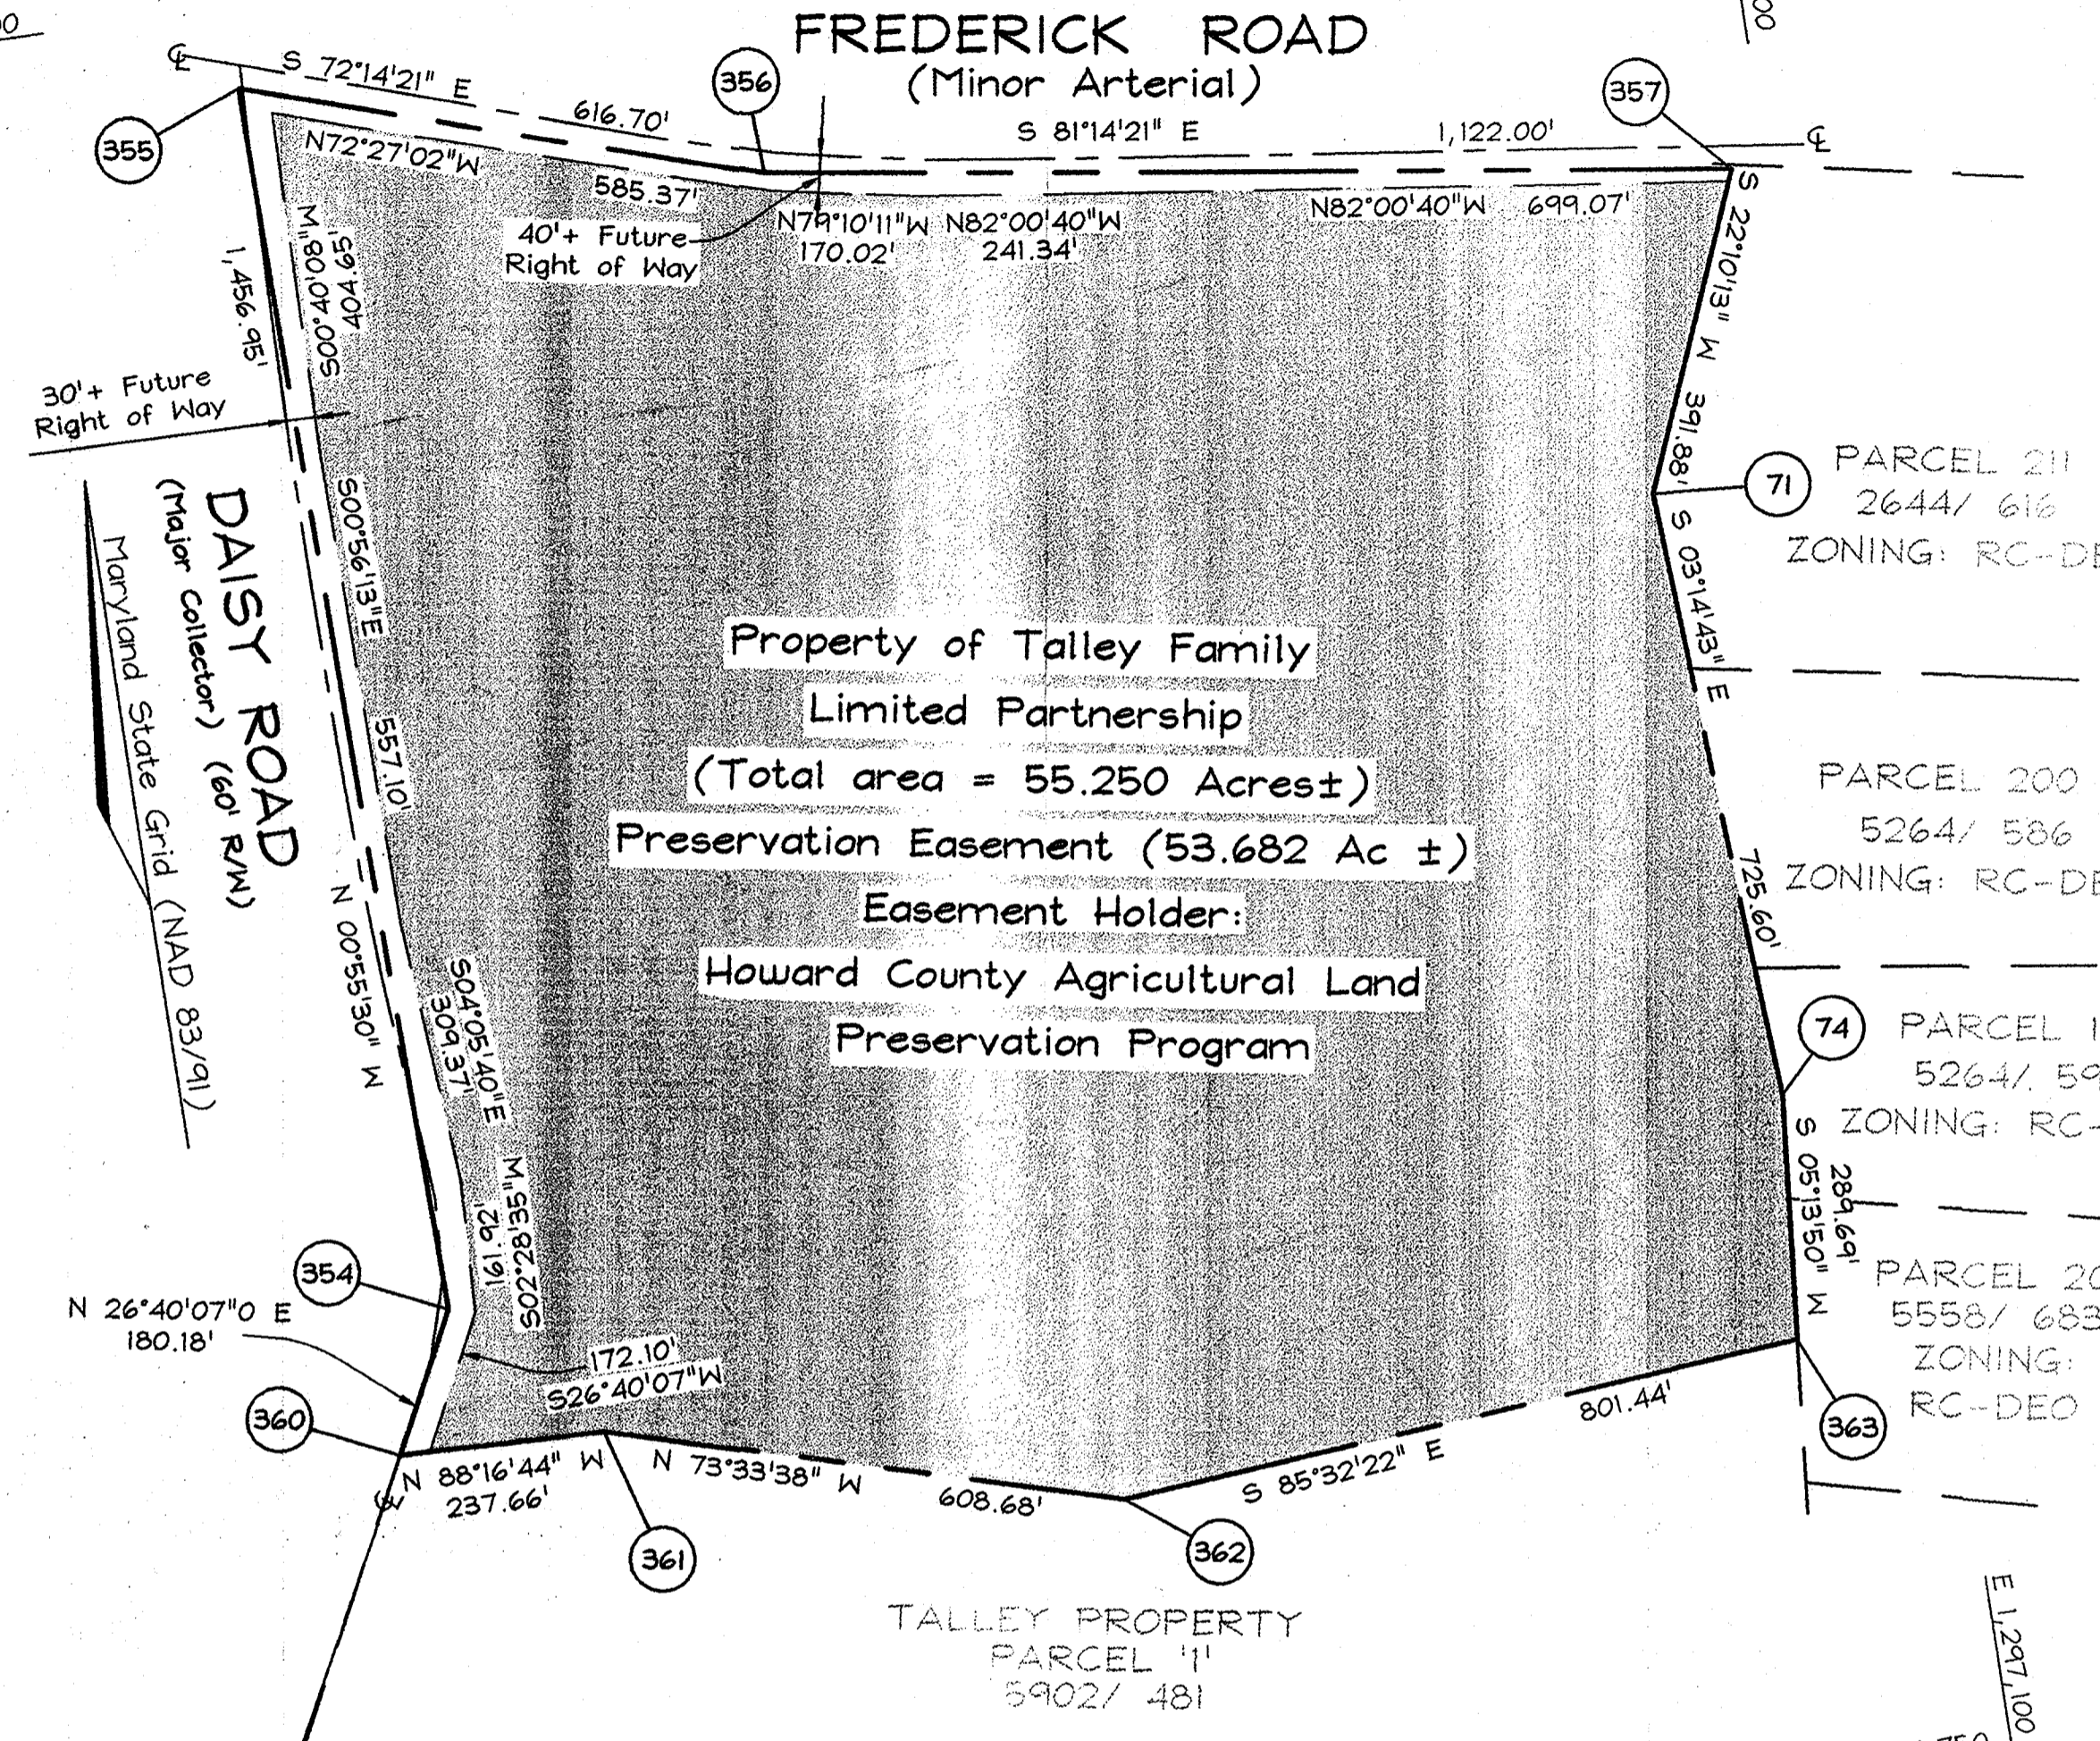 FREDERICK ROAD
(Minor Arterial)
S 72°14'21" E
616.70'
356
S 81°14'21" E
1,122.00'
357
355
N72°27'02"W
585.37'
40'+ Future
Right of Way
N79°10'11"W
170.02'
N82°00'40"W
241.34'
N82°00'40"W 699.07'
S 22°10'13" W 391.88'
1,456.95'
S00°40'08"W
404.65'
30'+ Future
Right of Way
71
PARCEL 211
2644/ 616
ZONING: RC-DE
S 03°14'43" E
725.60'
DAISY ROAD
(Major Collector) (60' R/W)
Maryland State Grid (NAD 83/91)
S00°56'13"E
557.10'
N 00°55'30" W
Property of Talley Family
Limited Partnership
(Total area = 55.250 Acres±)
Preservation Easement (53.682 Ac ±)
Easement Holder:
Howard County Agricultural Land
Preservation Program
PARCEL 200
5264/ 586
ZONING: RC-DE
74
PARCEL 1
5264/ 59
ZONING: RC-
S04°05'40"E
309.37'
S02°28'35"W
161.92'
S 05°13'50" W
289.69'
354
N 26°40'07"0 E
180.18'
172.10'
S26°40'07"W
PARCEL 20
5558/ 683
ZONING:
RC-DEO
360
363
N 88°16'44" W
237.66'
N 73°33'38" W
608.68'
S 85°32'22" E
801.44'
361
362
TALLEY PROPERTY
PARCEL '1'
5902/ 481
E 1,297,100